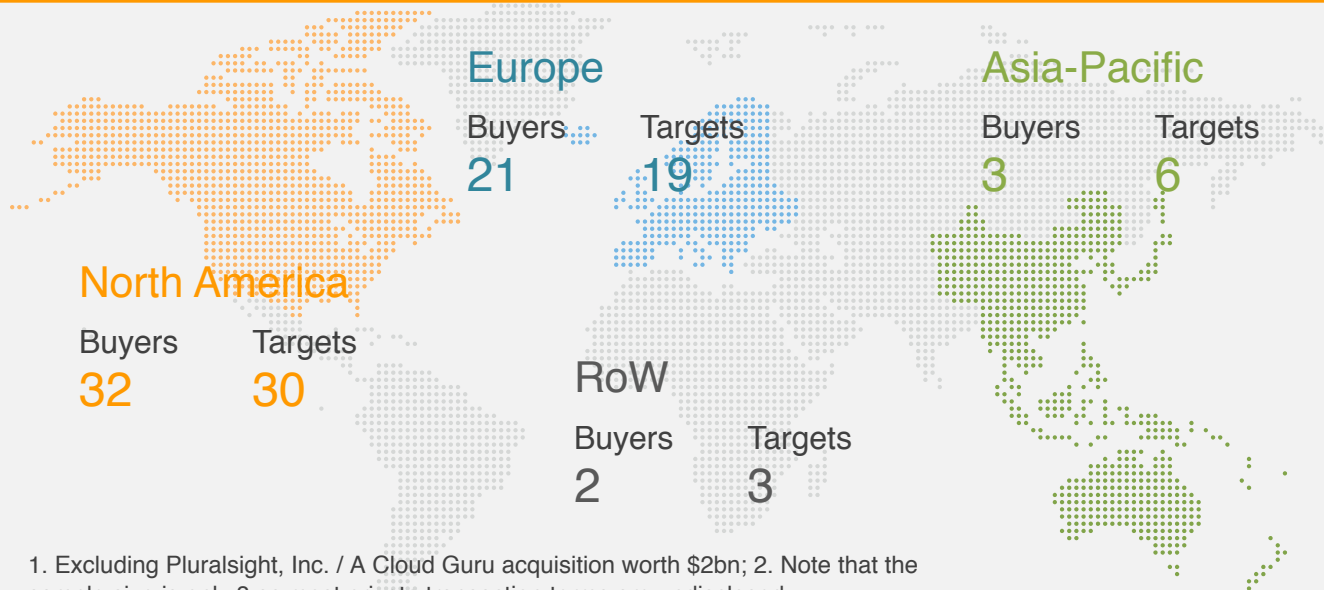 Europe
Buyers Targets
21 19
Asia-Pacific
Buyers Targets
3 6
North America
Buyers Targets
32 30
RoW
Buyers Targets
2 3
1. Excluding Pluralsight, Inc. / A Cloud Guru acquisition worth $2bn; 2. Note that the